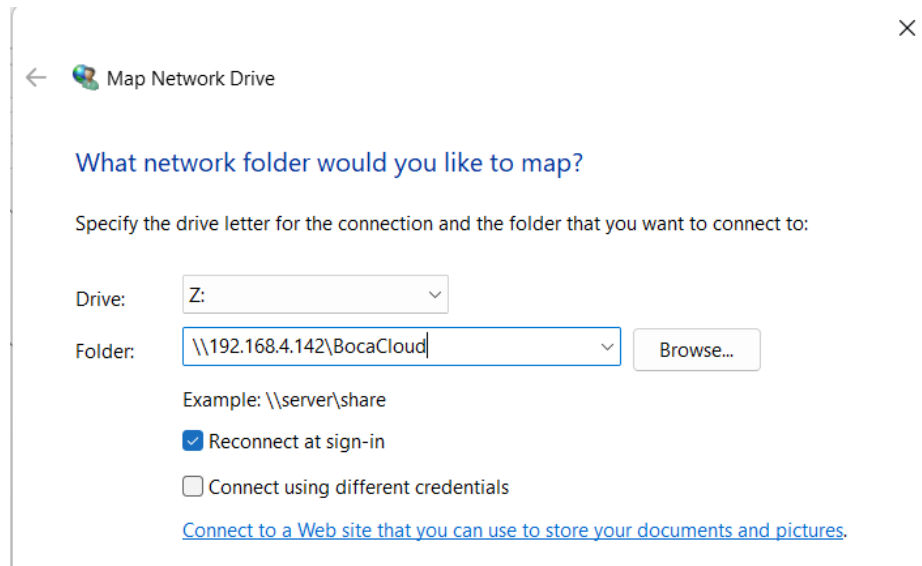 Map Network Drive
What network folder would you like to map?
Specify the drive letter for the connection and the folder that you want to connect to:
Drive: Z:
Folder: \\192.168.4.142\BocaCloud Browse...
Example: \\server\share
Reconnect at sign-in
Connect using different credentials
Connect to a Web site that you can use to store your documents and pictures.